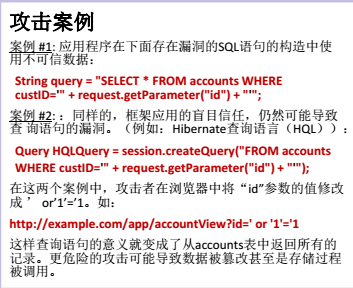 攻击案例
案例 #1: 应用程序在下面存在漏洞的SQL语句的构造中使
用不可信数据：
String query = "SELECT * FROM accounts WHERE
custID='" + request.getParameter("id") + "'";
案例 #2: ：同样的，框架应用的盲目信任，仍然可能导致
查 询语句的漏洞。（例如：Hibernate查询语言（HQL））：
Query HQLQuery = session.createQuery("FROM accounts
WHERE custID='" + request.getParameter("id") + "'");
在这两个案例中，攻击者在浏览器中将“id”参数的值修改
成 ’ or’1’=’1。如:
http://example.com/app/accountView?id=' or '1'='1
这样查询语句的意义就变成了从accounts表中返回所有的
记录。更危险的攻击可能导致数据被篡改甚至是存储过程
被调用。